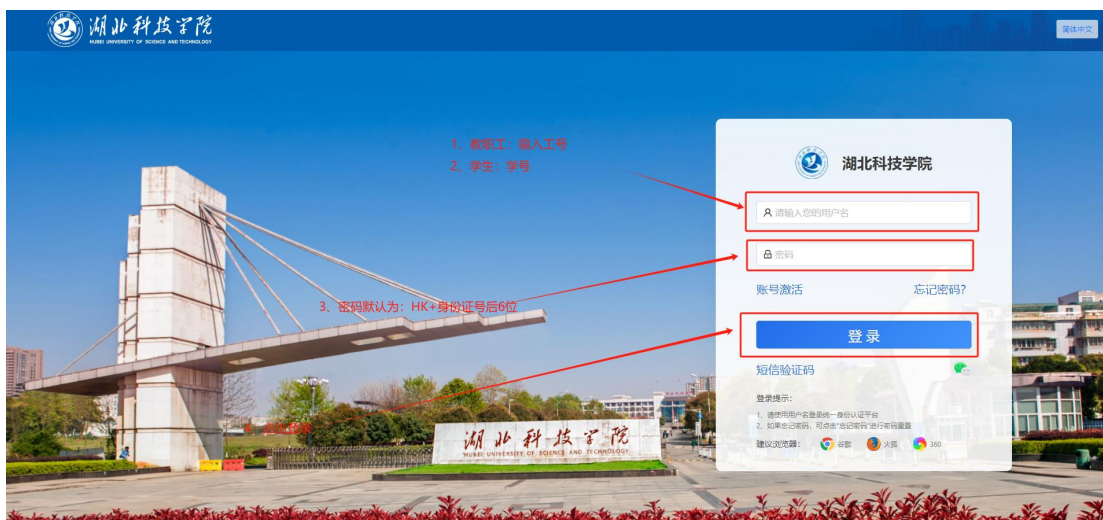 湖北科技学院
HUBEI UNIVERSITY OF SCIENCE AND TECHNOLOGY
简体中文
1、教职工：输入工号
2、学生：学号
湖北科技学院
请输入您的用户名
密码
账号激活 忘记密码?
3、密码默认为：HK+身份证号后6位
登录
短信验证码
登录提示：
1、请使用用户名登录统一身份认证平台
2、如果忘记密码，可点击“忘记密码”进行密码重置
建议浏览器： 谷歌 火狐 360
4、点击登录
湖北科技学院
HUBEI UNIVERSITY OF SCIENCE AND TECHNOLOGY